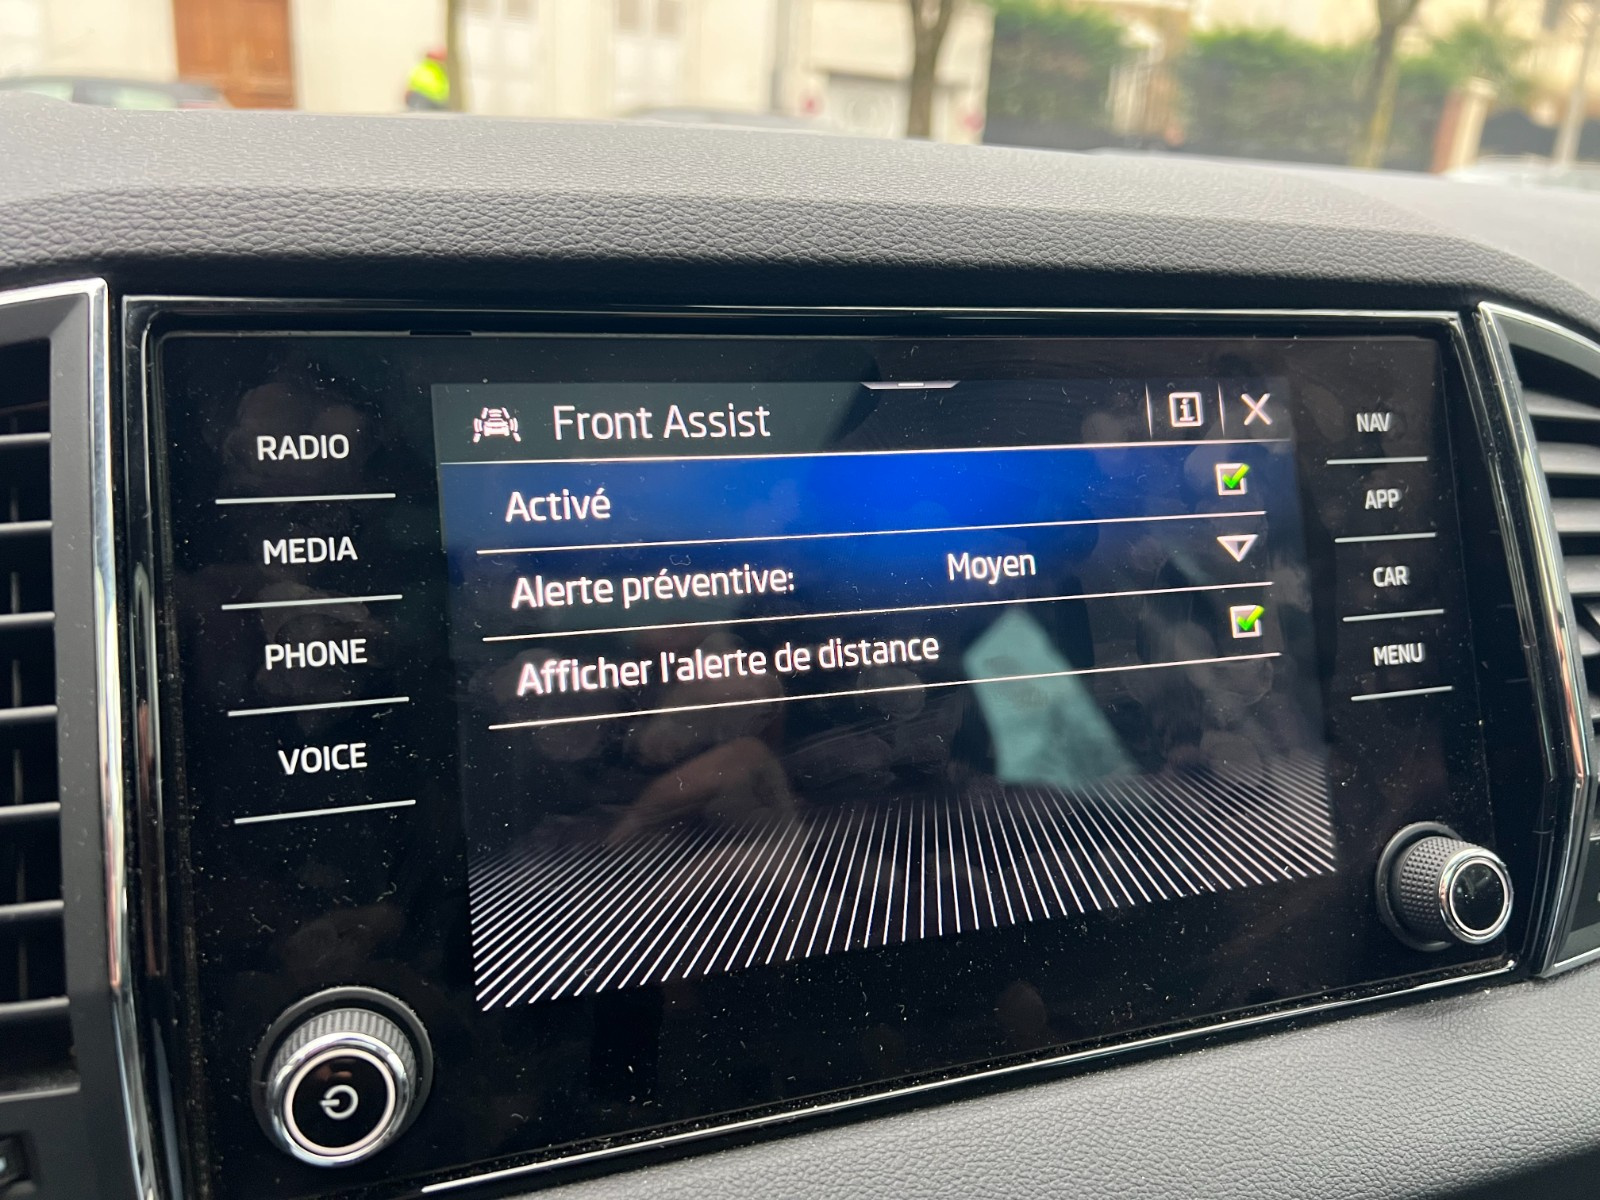 RADIO
MEDIA
PHONE
VOICE
Front Assist
Activé
Alerte préventive: Moyen
Afficher l'alerte de distance
NAV
APP
CAR
MENU